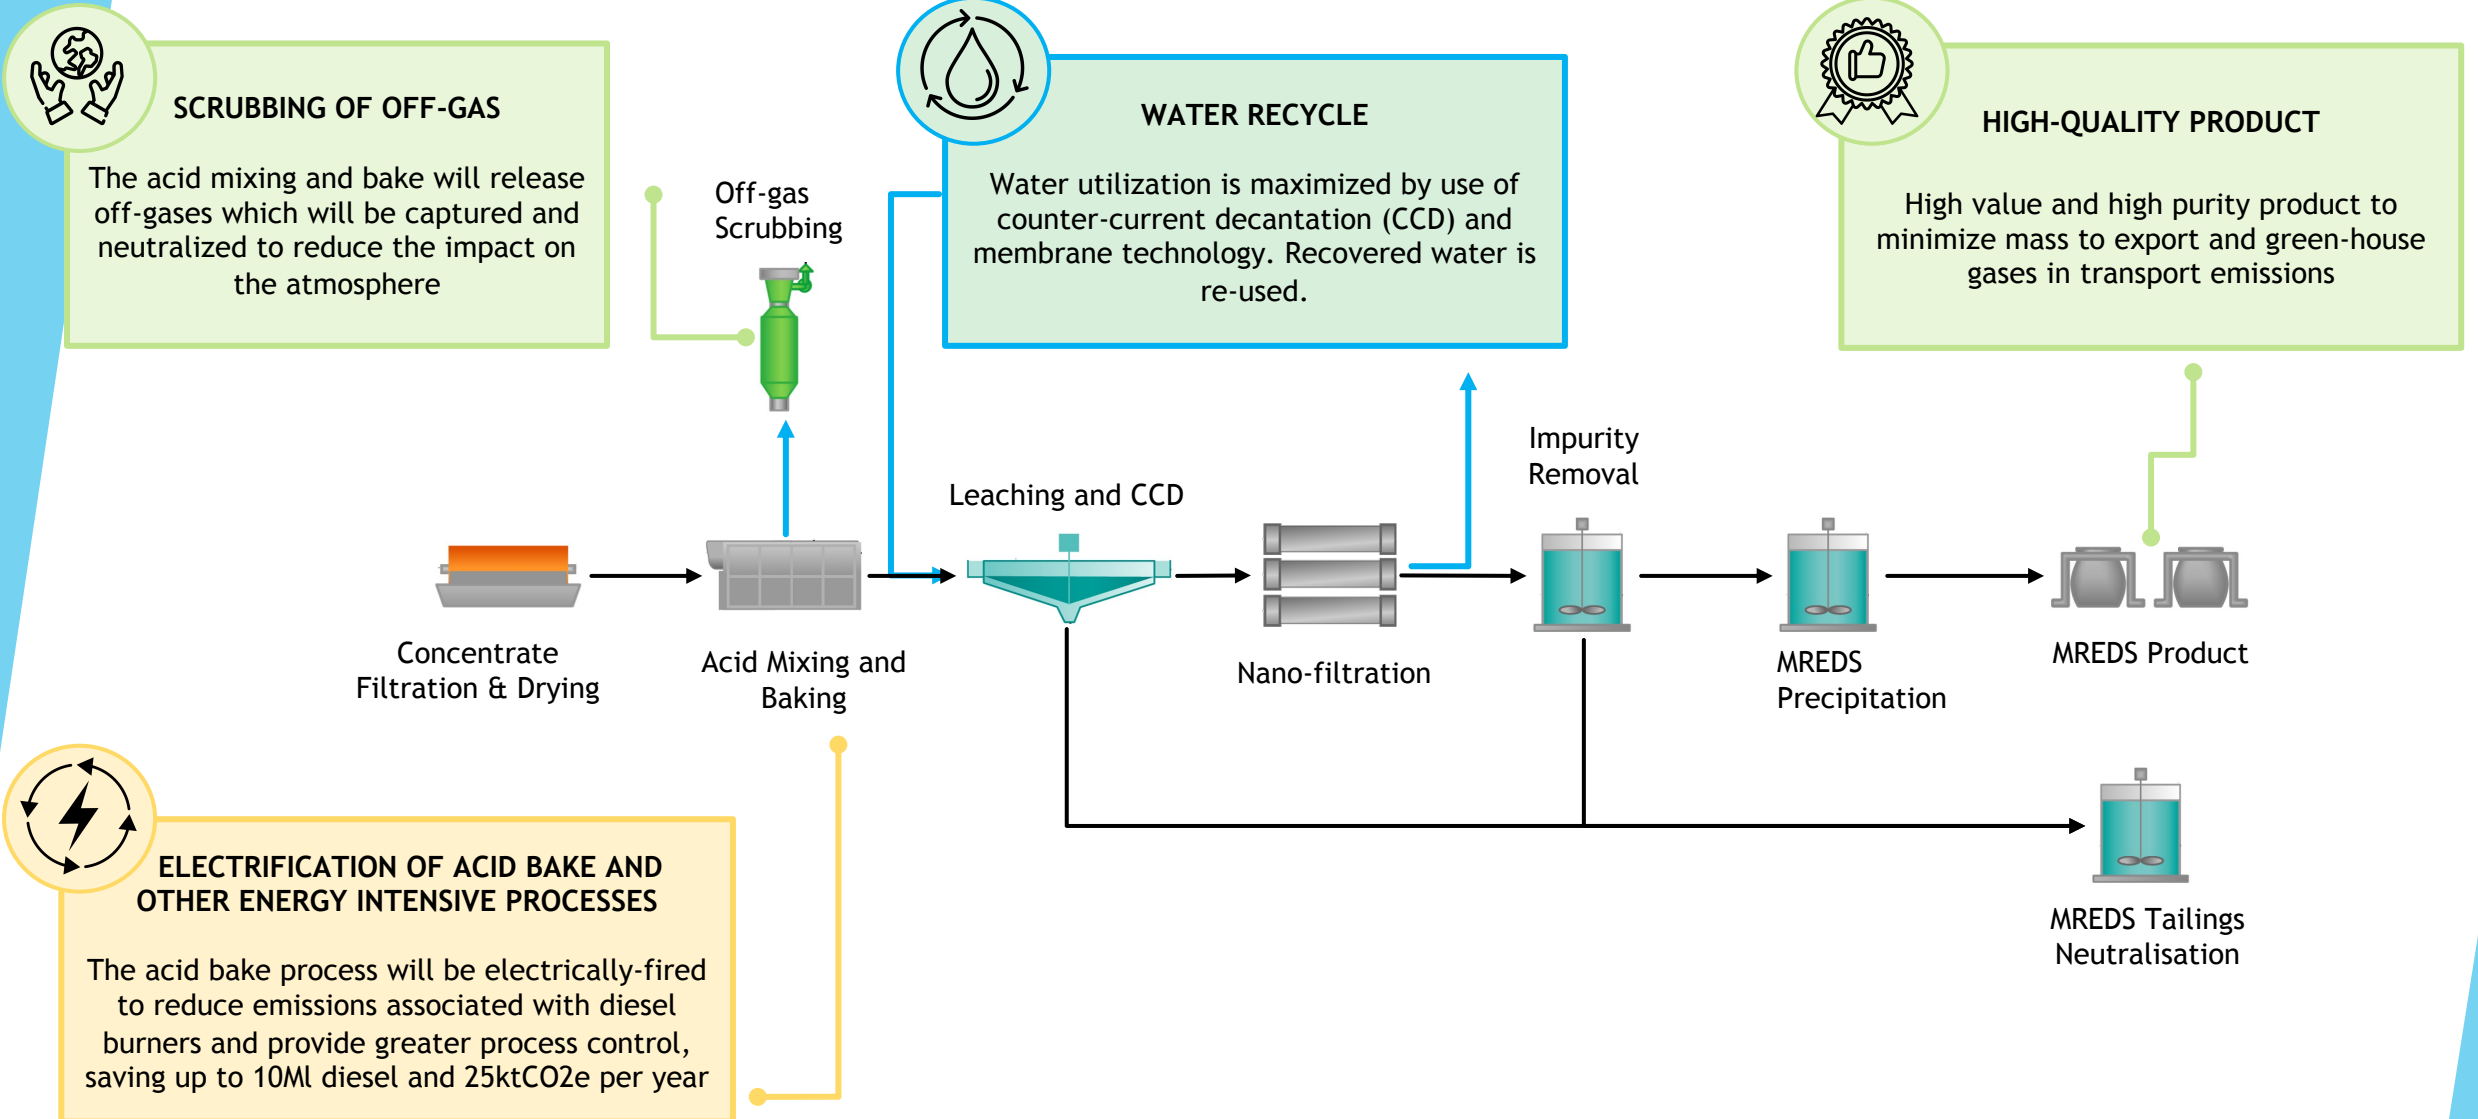 SCRUBBING OF OFF-GAS
The acid mixing and bake will release
off-gases which will be captured and
neutralized to reduce the impact on
the atmosphere
Off-gas
Scrubbing
WATER RECYCLE
Water utilization is maximized by use of
counter-current decantation (CCD) and
membrane technology. Recovered water is
re-used.
HIGH-QUALITY PRODUCT
High value and high purity product to
minimize mass to export and green-house
gases in transport emissions
Concentrate
Filtration & Drying
Acid Mixing and
Baking
Leaching and CCD
Nano-filtration
Impurity
Removal
MREDS
Precipitation
MREDS Product
MREDS Tailings
Neutralisation
ELECTRIFICATION OF ACID BAKE AND
OTHER ENERGY INTENSIVE PROCESSES
The acid bake process will be electrically-fired
to reduce emissions associated with diesel
burners and provide greater process control,
saving up to 10Ml diesel and 25ktCO2e per year